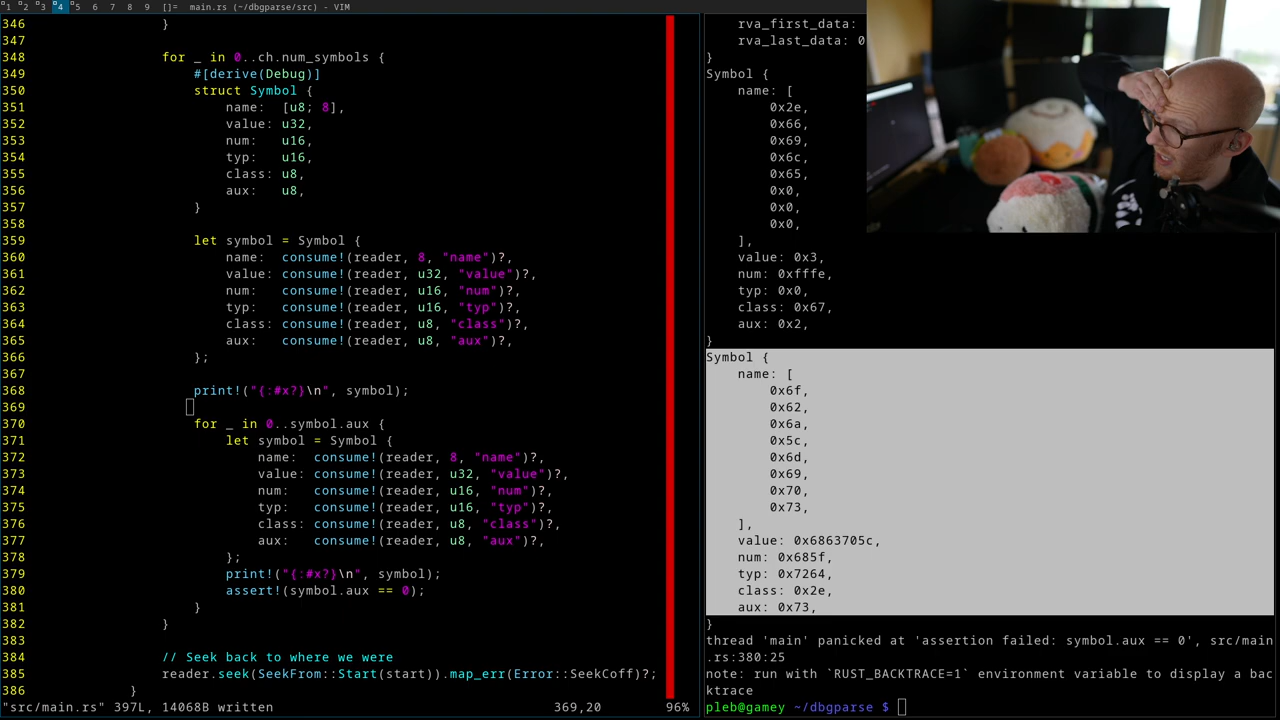 1 2 3 4 5 6 7 8 9 []= main.rs (~/dbgparse/src) - VIM
346 }
347
348 for _ in 0..ch.num_symbols {
349 #[derive(Debug)]
350 struct Symbol {
351 name: [u8; 8],
352 value: u32,
353 num: u16,
354 typ: u16,
355 class: u8,
356 aux: u8,
357 }
358
359 let symbol = Symbol {
360 name: consume!(reader, 8, "name")?,
361 value: consume!(reader, u32, "value")?,
362 num: consume!(reader, u16, "num")?,
363 typ: consume!(reader, u16, "typ")?,
364 class: consume!(reader, u8, "class")?,
365 aux: consume!(reader, u8, "aux")?,
366 };
367
368 print!("{:#x?}\n", symbol);
369
370 for _ in 0..symbol.aux {
371 let symbol = Symbol {
372 name: consume!(reader, 8, "name")?,
373 value: consume!(reader, u32, "value")?,
374 num: consume!(reader, u16, "num")?,
375 typ: consume!(reader, u16, "typ")?,
376 class: consume!(reader, u8, "class")?,
377 aux: consume!(reader, u8, "aux")?,
378 };
379 print!("{:#x?}\n", symbol);
380 assert!(symbol.aux == 0);
381 }
382 }
383
384 // Seek back to where we were
385 reader.seek(SeekFrom::Start(start)).map_err(Error::SeekCoff)?;
386 }
"src/main.rs" 397L, 14068B written 369,20 96%
rva_first_data:
rva_last_data: 0
}
Symbol {
name: [
0x2e,
0x66,
0x69,
0x6c,
0x65,
0x0,
0x0,
0x0,
],
value: 0x3,
num: 0xfffe,
typ: 0x0,
class: 0x67,
aux: 0x2,
}
Symbol {
name: [
0x6f,
0x62,
0x6a,
0x5c,
0x6d,
0x69,
0x70,
0x73,
],
value: 0x6863705c,
num: 0x685f,
typ: 0x7264,
class: 0x2e,
aux: 0x73,
}
thread 'main' panicked at 'assertion failed: symbol.aux == 0', src/main
.rs:380:25
note: run with `RUST_BACKTRACE=1` environment variable to display a bac
ktrace
pleb@gamey ~/dbgparse $